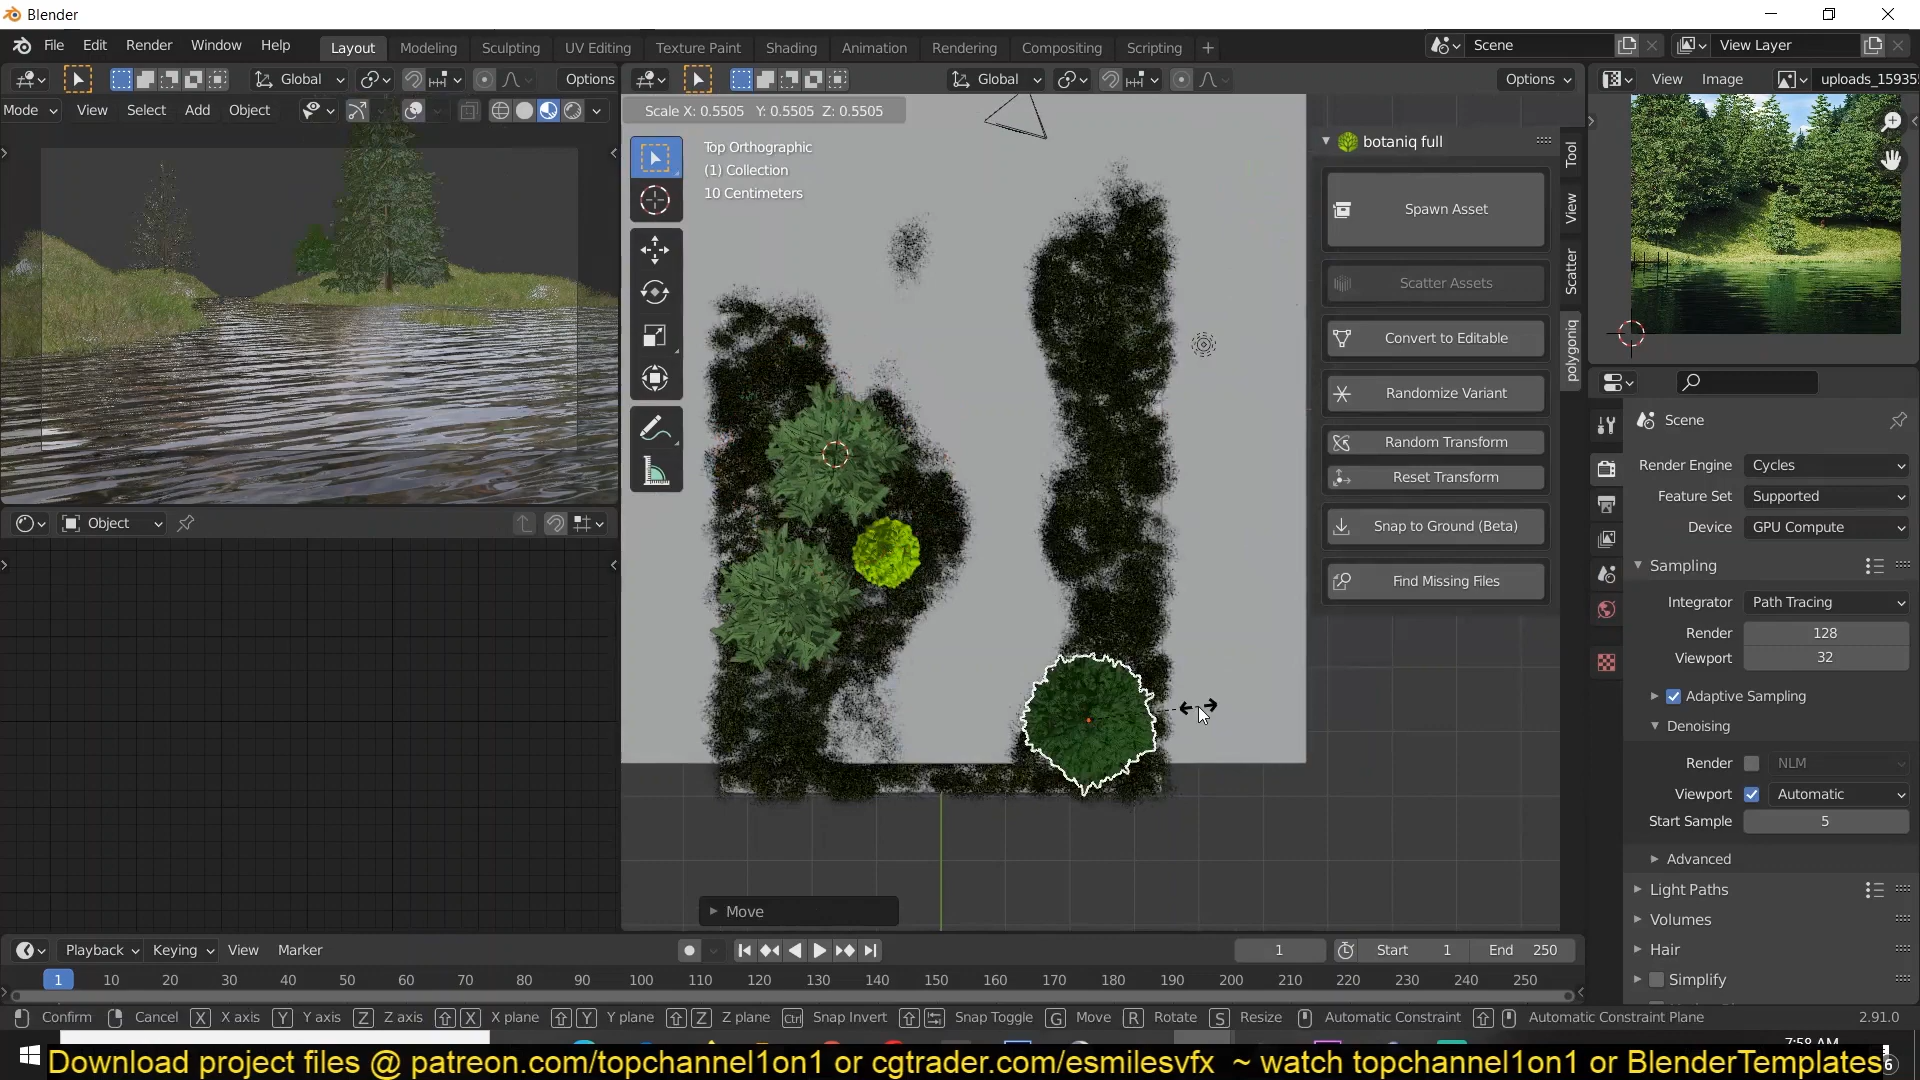 Blender
File Edit Render Window Help Layout Modeling Sculpting UV Editing Texture Paint Shading Animation Rendering Compositing Scripting + Scene View Layer
Global Options Global Options View Image uploads_15935
Mode View Select Add Object
Scale X: 0.5505 Y: 0.5505 Z: 0.5505
Top Orthographic
(1) Collection
10 Centimeters
botaniq full
Spawn Asset
Scatter Assets
Convert to Editable
Randomize Variant
Random Transform
Reset Transform
Snap to Ground (Beta)
Find Missing Files
Tool
View
Scatter
polygoniq
Scene
Render Engine Cycles
Feature Set Supported
Device GPU Compute
Sampling
Integrator Path Tracing
Render 128
Viewport 32
Adaptive Sampling
Denoising
Render NLM
Viewport Automatic
Start Sample 5
Advanced
Light Paths
Volumes
Hair
Simplify
Object
Move
Playback Keying View Marker 1 Start 1 End 250
1 10 20 30 40 50 60 70 80 90 100 110 120 130 140 150 160 170 180 190 200 210 220 230 240 250
Confirm Cancel X X axis Y Y axis Z Z axis X X plane Y Y plane Z Z plane Ctrl Snap Invert Snap Toggle G Move R Rotate S Resize Automatic Constraint Automatic Constraint Plane 2.91.0
Download project files @ patreon.com/topchannel1on1 or cgtrader.com/esmilesvfx ~ watch topchannel1on1 or BlenderTemplates